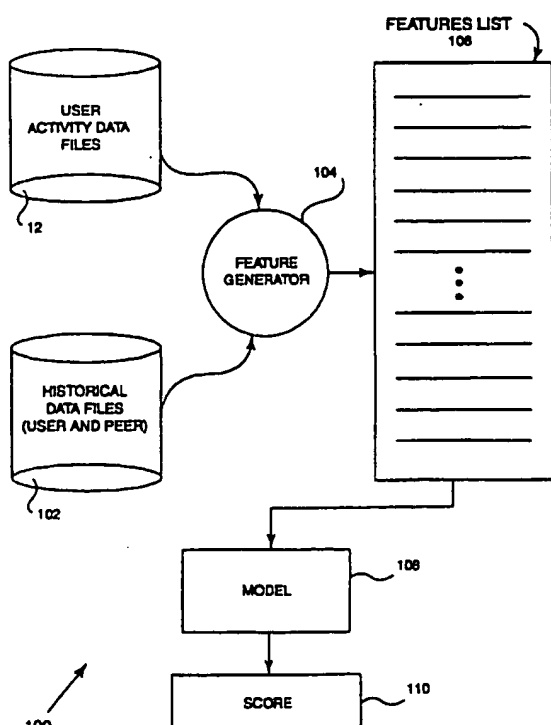 FEATURES LIST
106
USER
ACTIVITY DATA
FILES
12
104
FEATURE
GENERATOR
HISTORICAL
DATA FILES
(USER AND PEER)
102
MODEL
108
SCORE
110
100